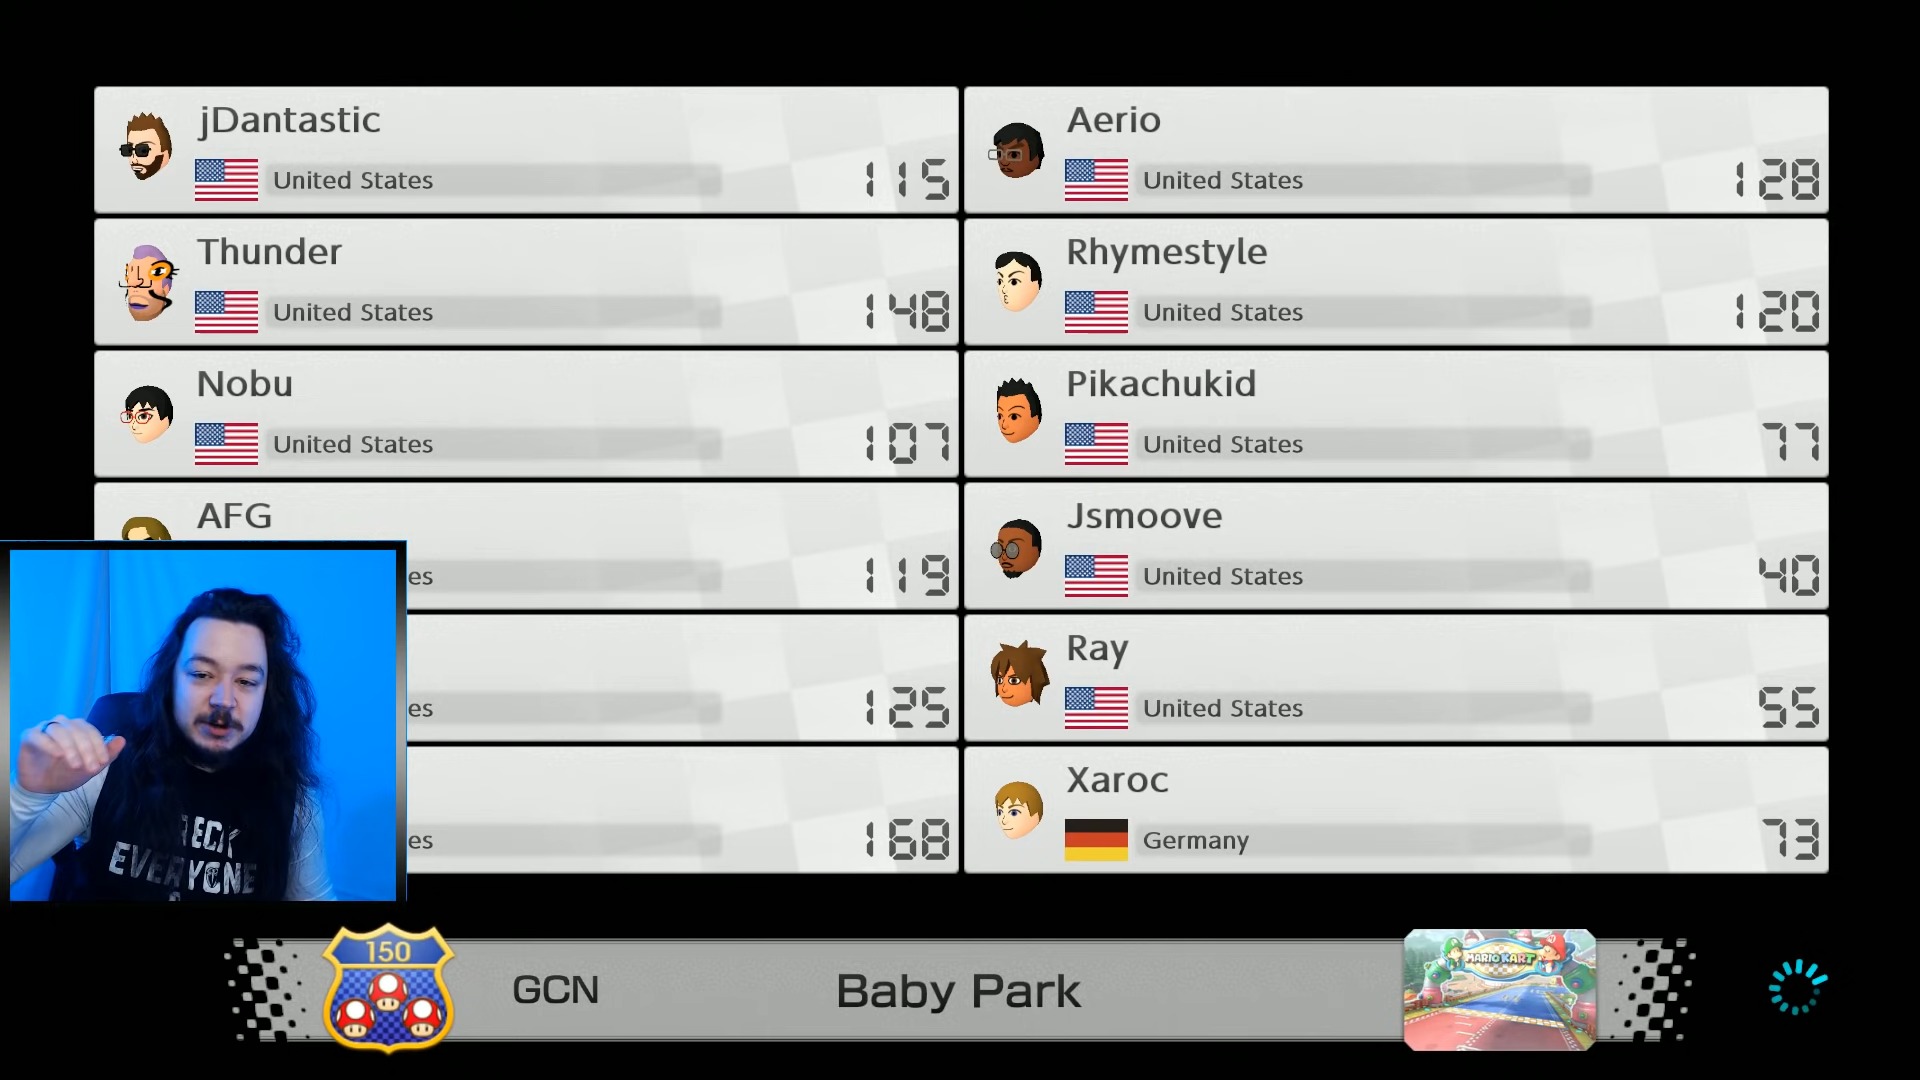 jDantastic
United States
115
Aerio
United States
128
Thunder
United States
148
Rhymestyle
United States
120
Nobu
United States
107
Pikachukid
United States
77
AFG
es
119
Jsmoove
United States
40
es
125
Ray
United States
55
es
168
Xaroc
Germany
73
EVERYONE
150
GCN
Baby Park
MARIO KART